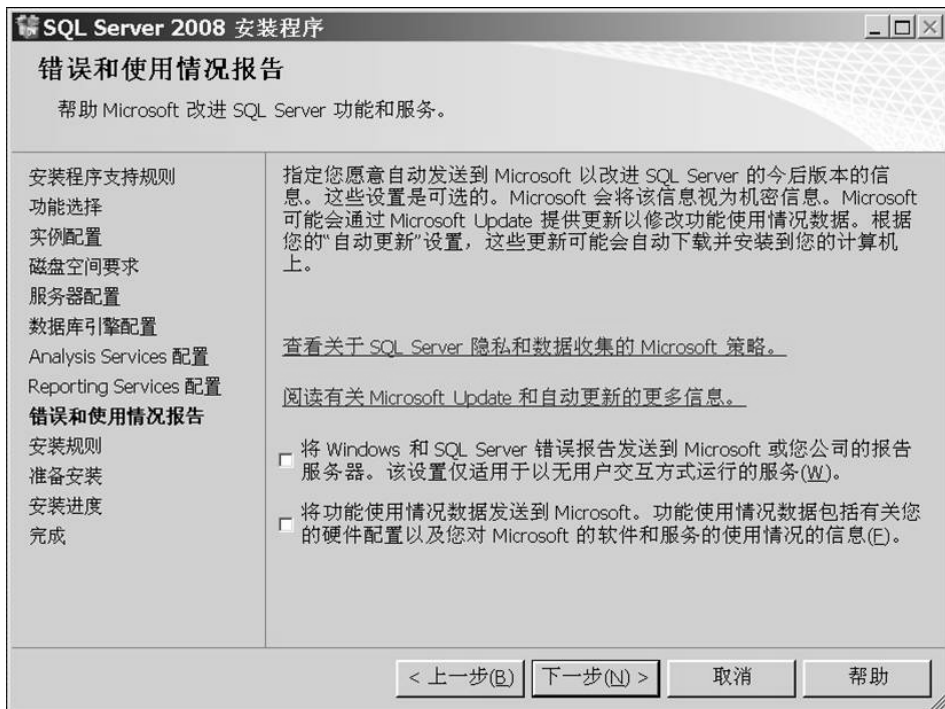 SQL Server 2008 安装程序
错误和使用情况报告
帮助 Microsoft 改进 SQL Server 功能和服务。
安装程序支持规则
功能选择
实例配置
磁盘空间要求
服务器配置
数据库引擎配置
Analysis Services 配置
Reporting Services 配置
错误和使用情况报告
安装规则
准备安装
安装进度
完成
指定您愿意自动发送到 Microsoft 以改进 SQL Server 的今后版本的信
息。这些设置是可选的。Microsoft 会将该信息视为机密信息。Microsoft
可能会通过 Microsoft Update 提供更新以修改功能使用情况数据。根据
您的“自动更新”设置，这些更新可能会自动下载并安装到您的计算机
上。
查看关于 SQL Server 隐私和数据收集的 Microsoft 策略。
阅读有关 Microsoft Update 和自动更新的更多信息。
将 Windows 和 SQL Server 错误报告发送到 Microsoft 或您公司的报告
服务器。该设置仅适用于以无用户交互方式运行的服务(W)。
将功能使用情况数据发送到 Microsoft。功能使用情况数据包括有关您
的硬件配置以及您对 Microsoft 的软件和服务的使用情况的信息(F)。
< 上一步(B) 下一步(N) > 取消 帮助